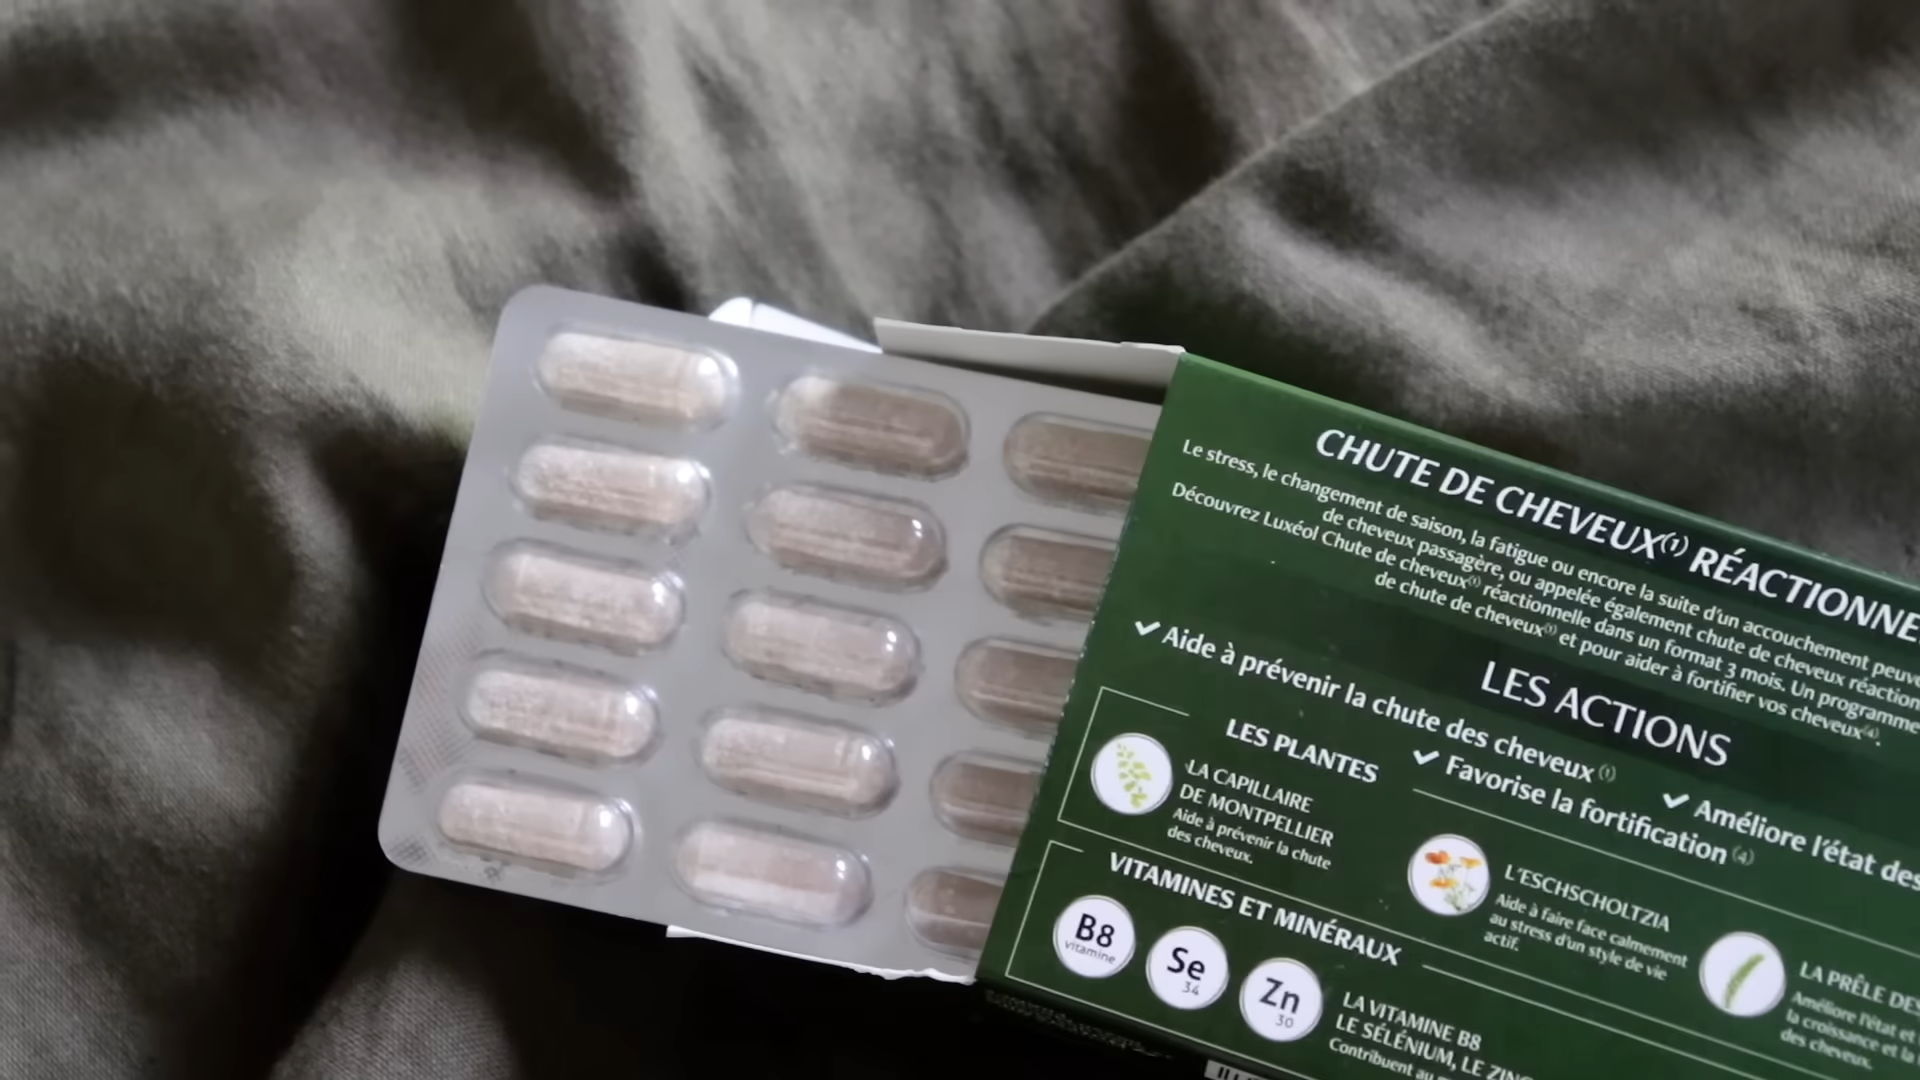 CHUTE DE CHEVEUX(1) RÉACTIONNE
Le stress, le changement de saison, la fatigue ou encore la suite d'un accouchement peuve
de cheveux passagère, ou appelée également chute de cheveux réaction
Découvrez Luxéol Chute de cheveux(1) réactionnelle dans un format 3 mois. Un programme
de chute de cheveux(1) et pour aider à fortifier vos cheveux(4).
LES ACTIONS
✓ Aide à prévenir la chute des cheveux (1)
✓ Favorise la fortification (4)
✓ Améliore l'état des
LES PLANTES
LA CAPILLAIRE
DE MONTPELLIER
Aide à prévenir la chute
des cheveux.
L'ESCHSCHOLTZIA
Aide à faire face calmement
au stress d'un style de vie
actif.
LA PRÊLE DES
Améliore l'état et
la croissance et la
des cheveux.
VITAMINES ET MINÉRAUX
B8
vitamine
Se
34
Zn
30
LA VITAMINE B8
LE SÉLÉNIUM, LE ZINC
Contribuent au